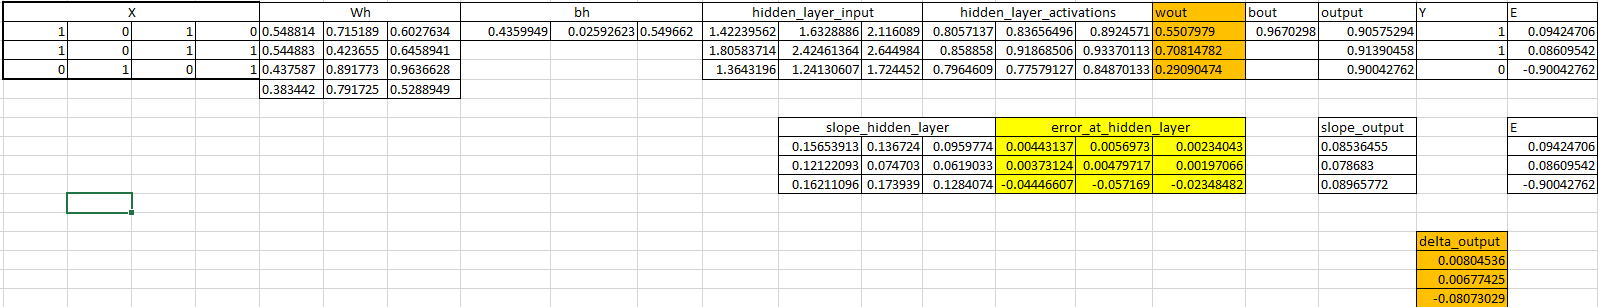 X Wh bh hidden_layer_input hidden_layer_activations wout bout output Y E
1 0 1 0 0.548814 0.715189 0.6027634 0.4359949 0.02592623 0.549662 1.42239562 1.6328886 2.116089 0.8057137 0.83656496 0.8924571 0.5507979 0.9670298 0.90575294 1 0.09424706
1 0 1 1 0.544883 0.423655 0.6458941 1.80583714 2.42461364 2.644984 0.858858 0.91868506 0.93370113 0.70814782 0.91390458 1 0.08609542
0 1 0 1 0.437587 0.891773 0.9636628 1.3643196 1.24130607 1.724452 0.7964609 0.77579127 0.84870133 0.29090474 0.90042762 0 -0.90042762
0.383442 0.791725 0.5288949
slope_hidden_layer error_at_hidden_layer slope_output E
0.15653913 0.136724 0.0959774 0.00443137 0.0056973 0.00234043 0.08536455 0.09424706
0.12122093 0.074703 0.0619033 0.00373124 0.00479717 0.00197066 0.078683 0.08609542
0.16211096 0.173939 0.1284074 -0.04446607 -0.057169 -0.02348482 0.08965772 -0.90042762
delta_output
0.00804536
0.00677425
-0.08073029